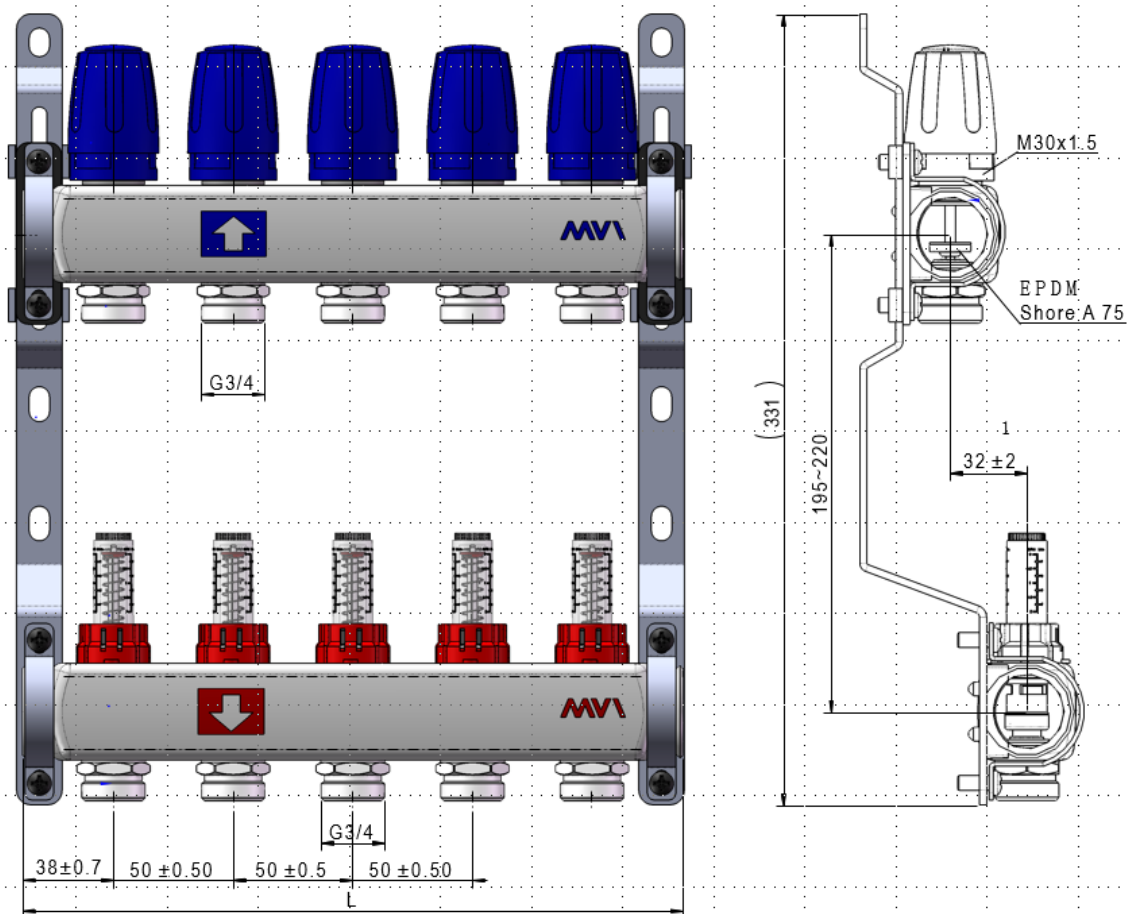 M30x1.5
MVI
EPDM
Shore A 75
G3/4
(331)
195~220
1
32 ±2
MVI
G3/4
38±0.7
50 ±0.50
50 ±0.5
50 ±0.50
L